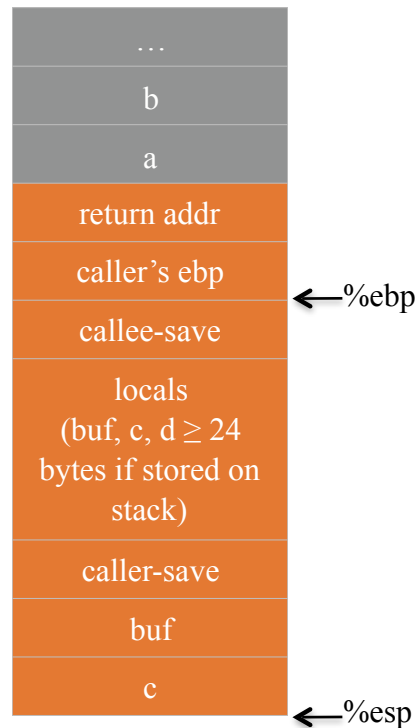 …
b
a
return addr
caller’s ebp
%ebp
callee-save
locals
(buf, c, d ≥ 24
bytes if stored on
stack)
caller-save
buf
c
%esp